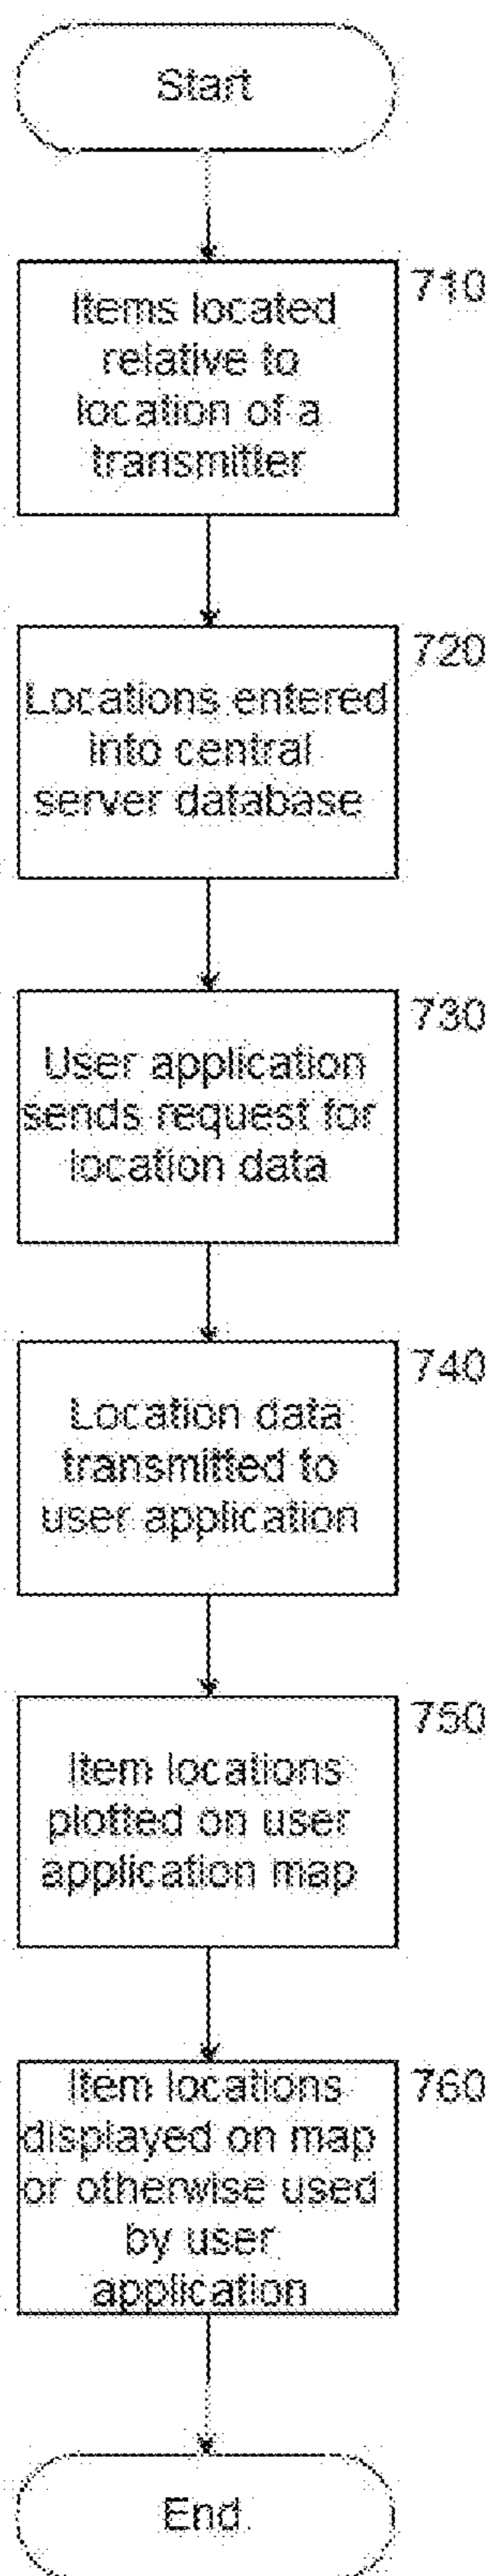 Start
710
Items located
relative to
location of a
transmitter
720
Locations entered
into central
server database
730
User application
sends request for
location data
740
Location data
transmitted to
user application
750
Item locations
plotted on user
application map
760
Item locations
displayed on map
or otherwise used
by user
application
End